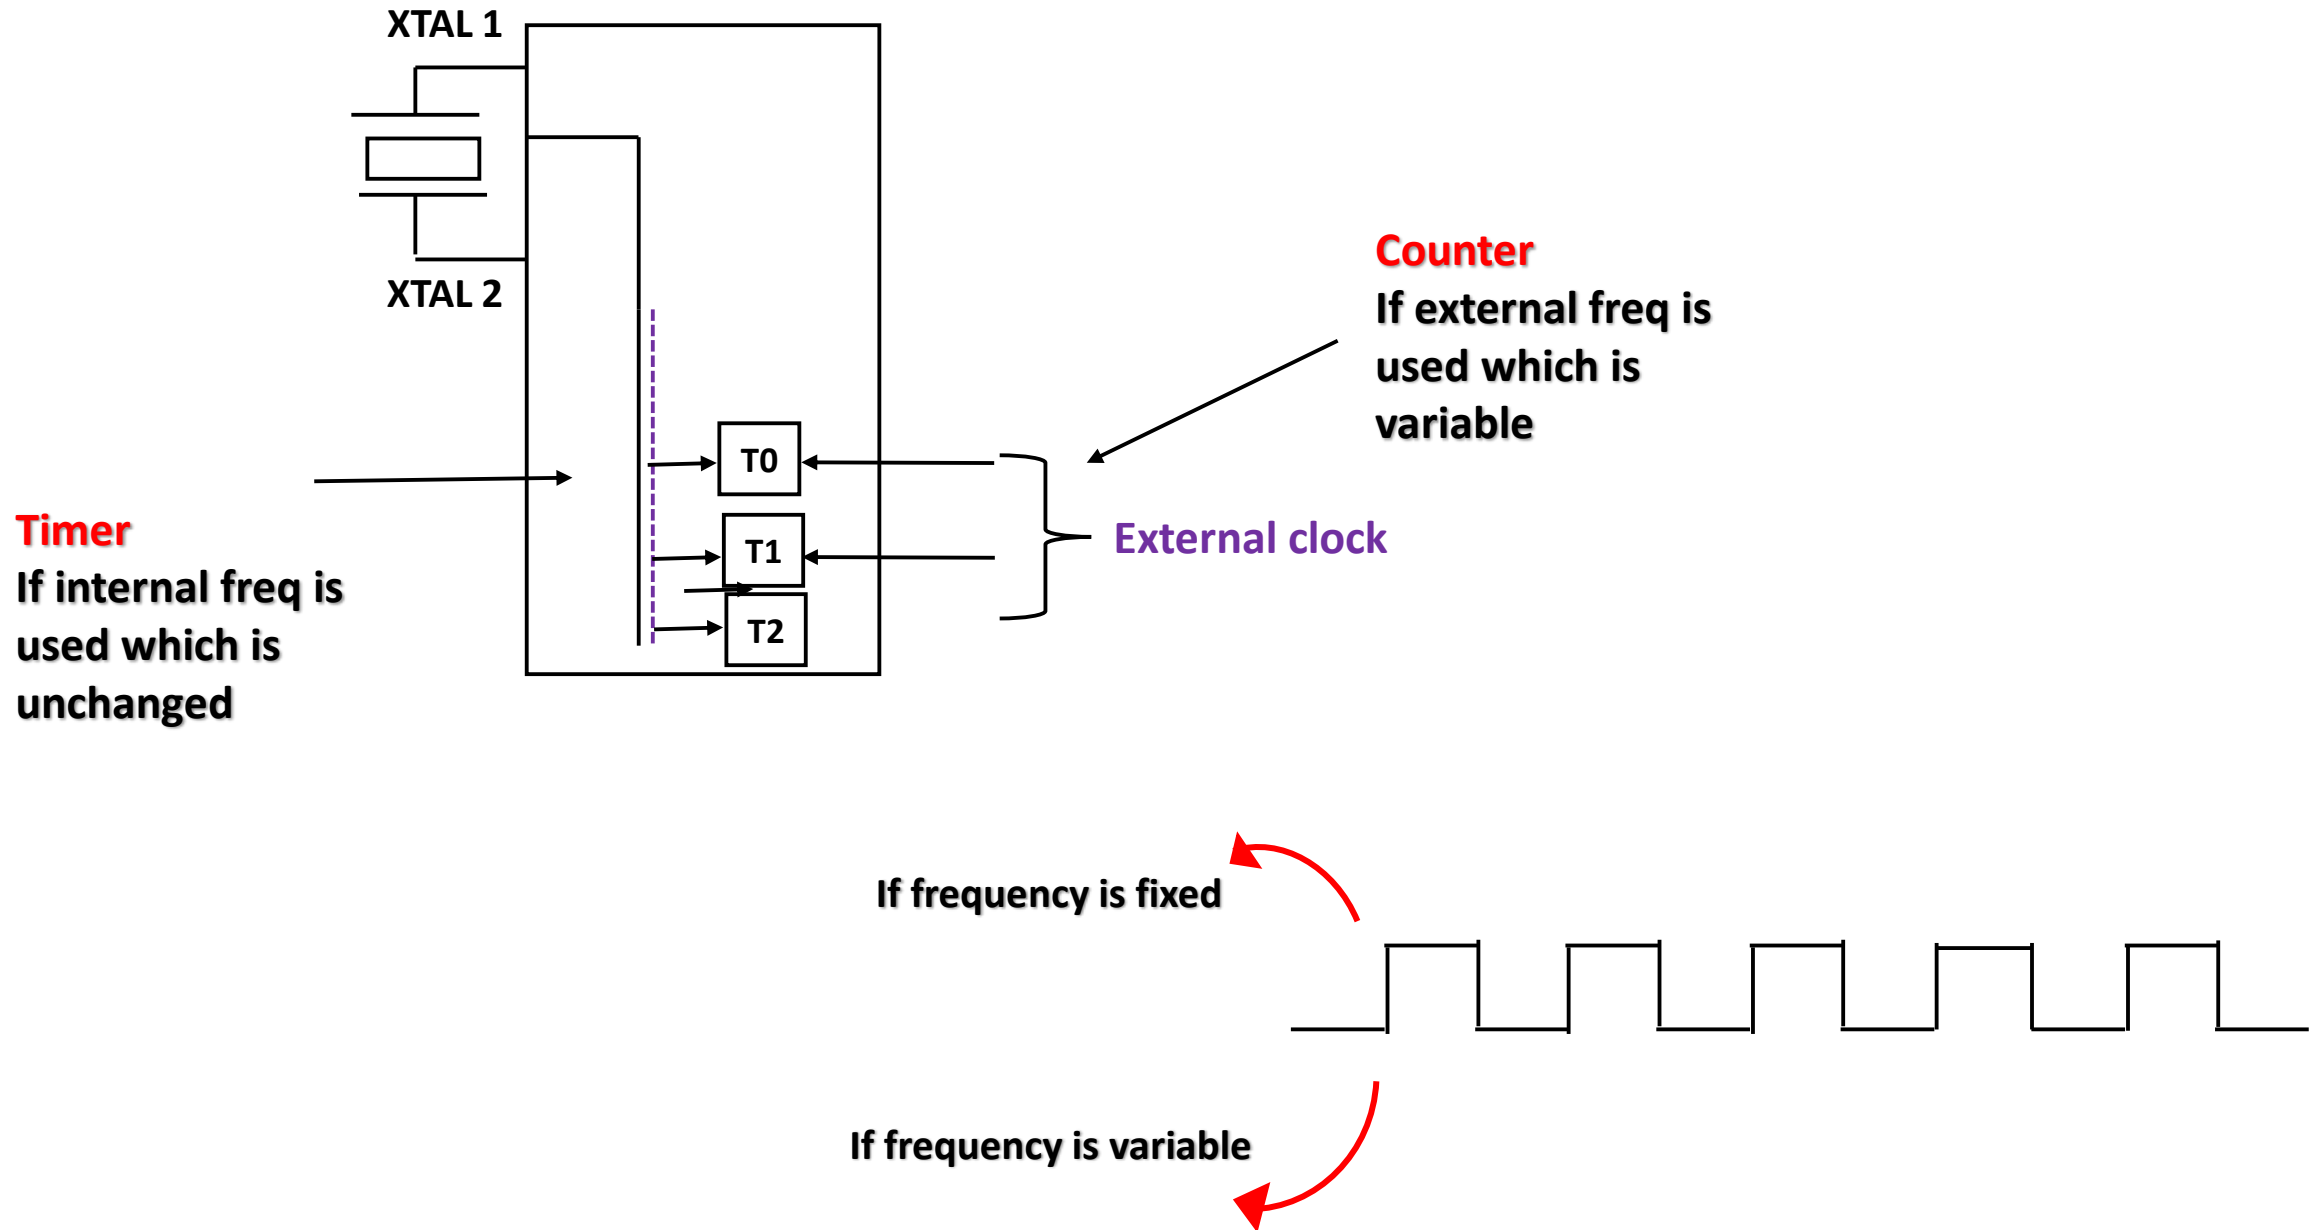 XTAL 1
XTAL 2
Counter
If external freq is
used which is
variable
T0
T1
T2
External clock
Timer
If internal freq is
used which is
unchanged
If frequency is fixed
If frequency is variable